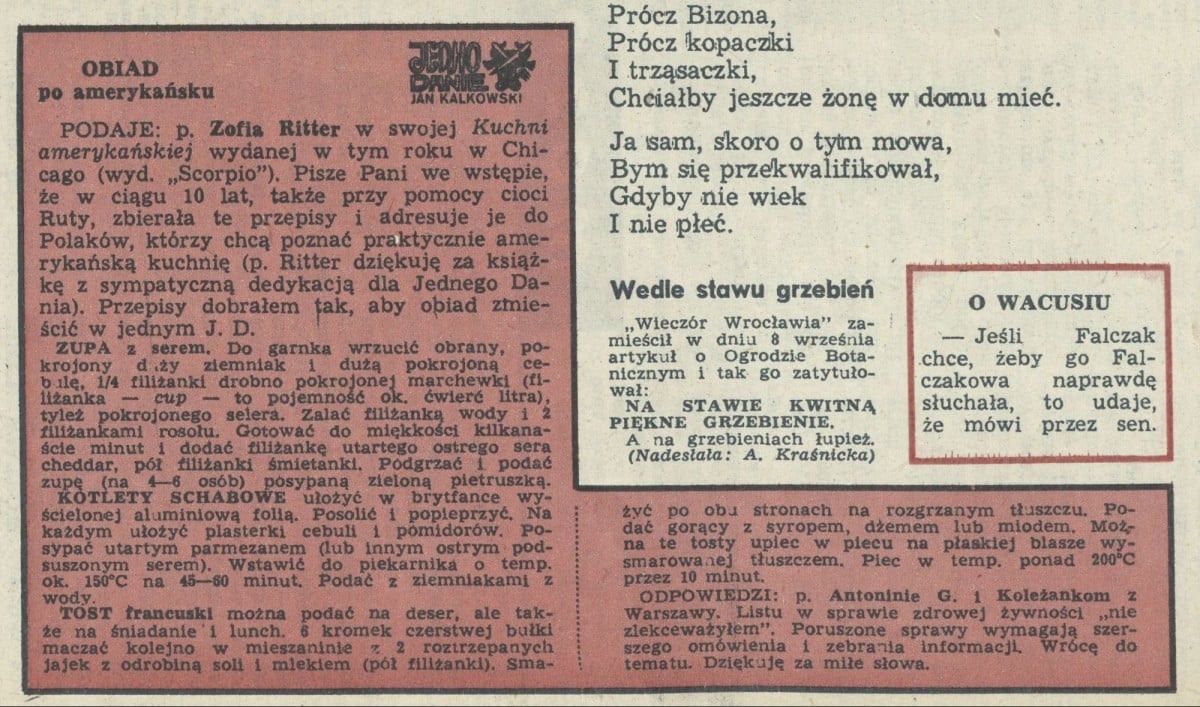 OBIAD
po amerykańsku
JEDNO
DANIE
JAN KALKOWSKI
PODAJE: p. Zofia Ritter w swojej Kuchni
amerykańskiej wydanej w tym roku w Chi-
cago (wyd. „Scorpio”). Pisze Pani we wstępie,
że w ciągu 10 lat, także przy pomocy cioci
Ruty, zbierała te przepisy i adresuje je do
Polaków, którzy chcą poznać praktycznie ame-
rykańską kuchnię (p. Ritter dziękuję za książ-
kę z sympatyczną dedykacją dla Jednego Da-
nia). Przepisy dobrałem tak, aby obiad zmie-
ścić w jednym J. D.
ZUPA z serem. Do garnka wrzucić obrany, po-
krojony duży ziemniak i dużą pokrojoną ce-
bulę, 1/4 filiżanki drobno pokrojonej marchewki (fi-
liżanka — cup — to pojemność ok. ćwierć litra),
tyleż pokrojonego selera. Zalać filiżanką wody i 2
filiżankami rosołu. Gotować do miękkości kilkana-
ście minut i dodać filiżankę utartego ostrego sera
cheddar, pół filiżanki śmietanki. Podgrzać i podać
zupę (na 4—6 osób) posypaną zieloną pietruszką.
KOTLETY SCHABOWE ułożyć w brytfance wy-
ścielonej aluminiową folią. Posolić i popieprzyć. Na
każdym ułożyć plasterki cebuli i pomidorów. Po-
sypać utartym parmezanem (lub innym ostrym pod-
suszonym serem). Wstawić do piekarnika o temp.
ok. 150°C na 45—60 minut. Podać z ziemniakami z
wody.
TOST francuski można podać na deser, ale tak-
że na śniadanie i lunch. 6 kromek czerstwej bułki
maczać kolejno w mieszaninie z 2 roztrzepanych
jajek z odrobiną soli i mlekiem (pół filiżanki). Sma-
żyć po obu stronach na rozgrzanym tłuszczu. Po-
dać gorący z syropem, dżemem lub miodem. Moż-
na te tosty upiec w piecu na płaskiej blasze wy-
smarowanej tłuszczem. Piec w temp. ponad 200°C
przez 10 minut.
ODPOWIEDZI: p. Antoninie G. i Koleżankom z
Warszawy. Listu w sprawie zdrowej żywności „nie
zlekceważyłem”. Poruszone sprawy wymagają szer-
szego omówienia i zebrania informacji. Wrócę do
tematu. Dziękuję za miłe słowa.
Prócz Bizona,
Prócz kopaczki
I trząsaczki,
Chciałby jeszcze żonę w domu mieć.
Ja sam, skoro o tym mowa,
Bym się przekwalifikował,
Gdyby nie wiek
I nie płeć.
Wedle stawu grzebień
„Wieczór Wrocławia” za-
mieścił w dniu 8 września
artykuł o Ogrodzie Bota-
nicznym i tak go zatytuło-
wał:
NA STAWIE KWITNĄ
PIĘKNE GRZEBIENIE.
A na grzebieniach łupież.
(Nadesłała: A. Kraśnicka)
O WACUSIU
— Jeśli Falczak
chce, żeby go Fal-
czakowa naprawdę
słuchała, to udaje,
że mówi przez sen.